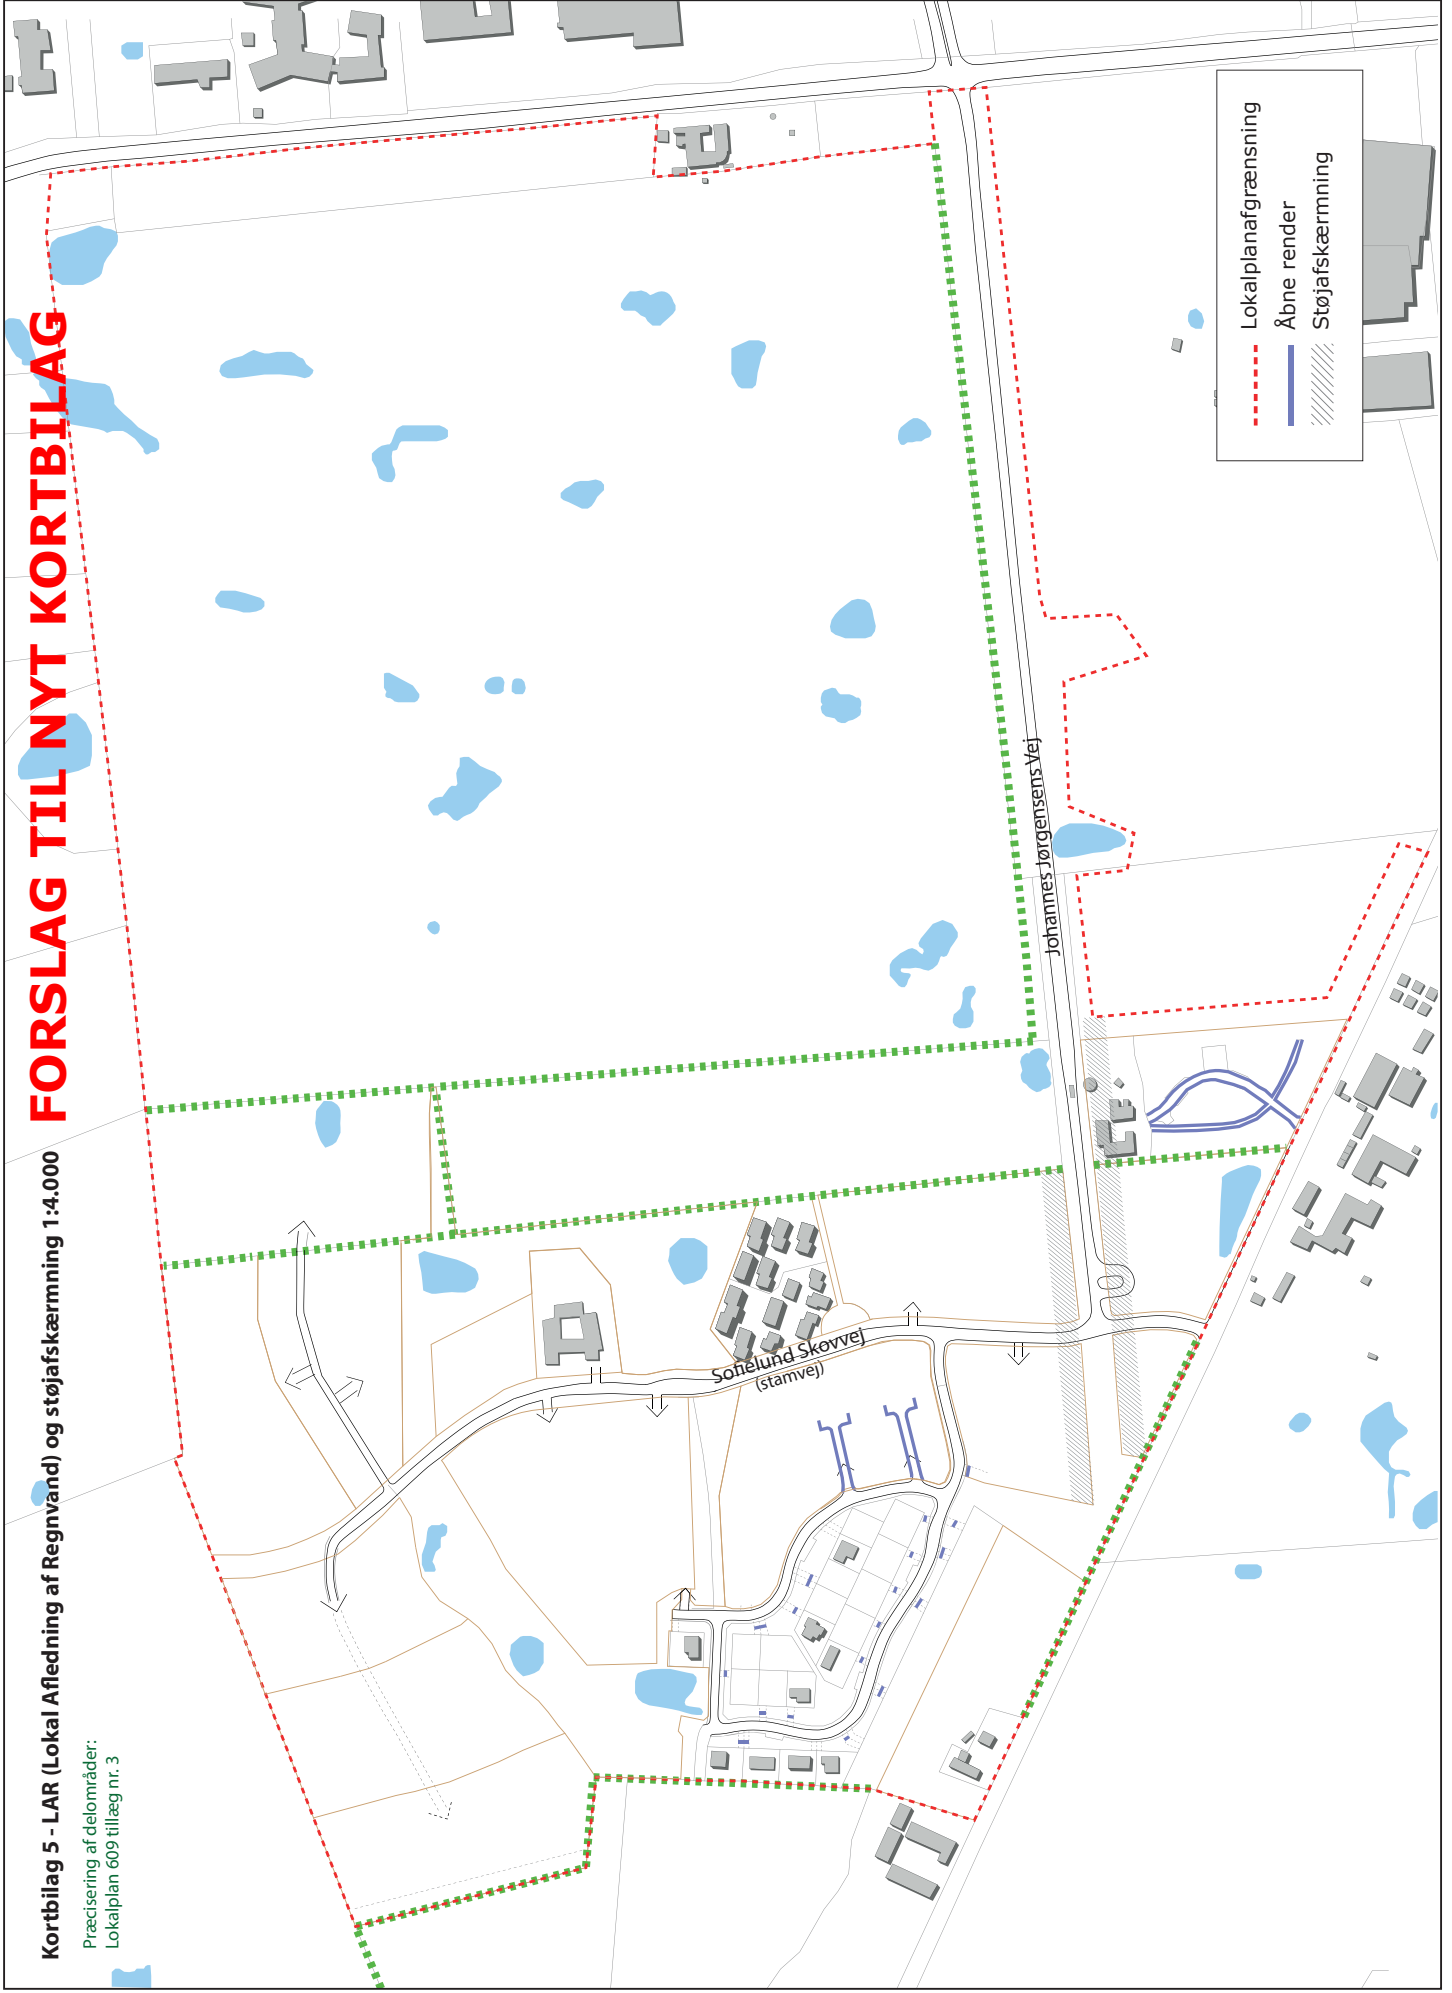 FORSLAG TIL NYT KORTBILAG
Kortbilag 5 - LAR (Lokal Afledning af Regnvand) og støjafskærmning 1:4.000
Præcisering af delområder:
Lokalplan 609 tillæg nr. 3
Sofielund Skovvej
(stamvej)
Johannes Jørgensens Vej
Lokalplanafgrænsning
Åbne render
Støjafskærmning